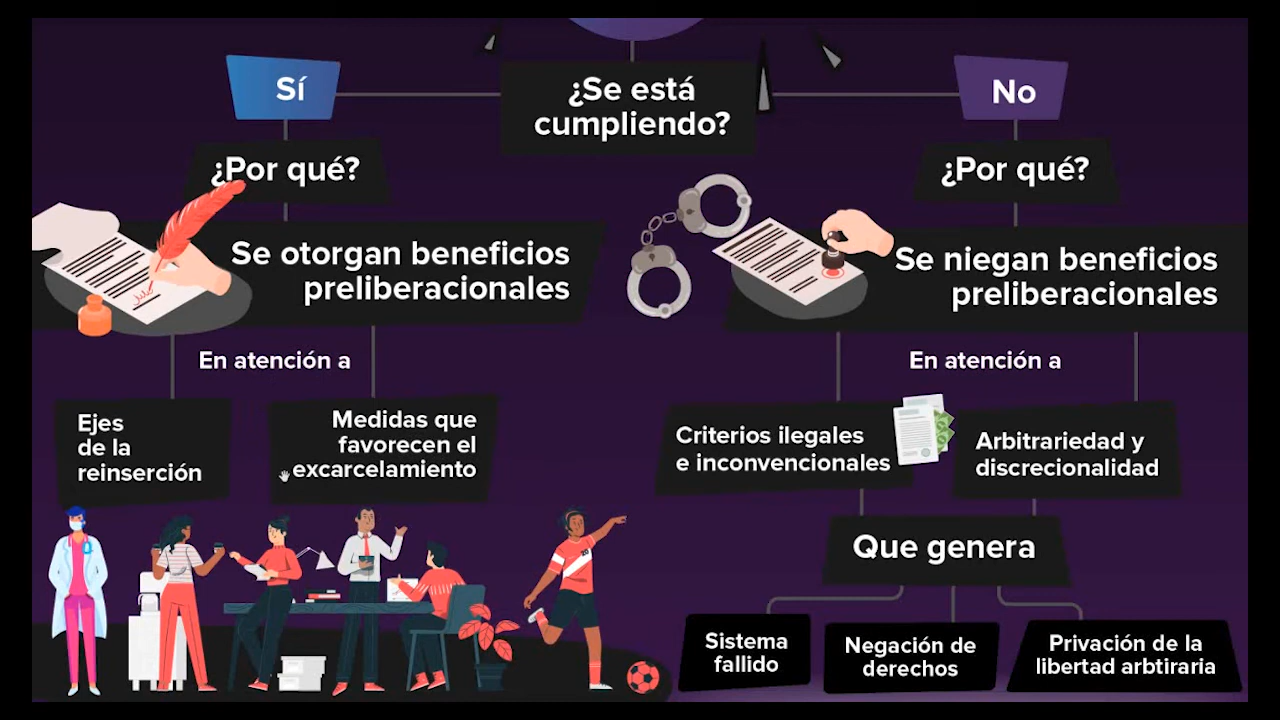 ¿Se está
cumpliendo?
Sí
¿Por qué?
Se otorgan beneficios
preliberacionales
En atención a
Ejes
de la
reinserción
Medidas que
favorecen el
excarcelamiento
No
¿Por qué?
Se niegan beneficios
preliberacionales
En atención a
Criterios ilegales
e inconvencionales
Arbitrariedad y
discrecionalidad
Que genera
Sistema
fallido
Negación de
derechos
Privación de la
libertad arbtiraria
20